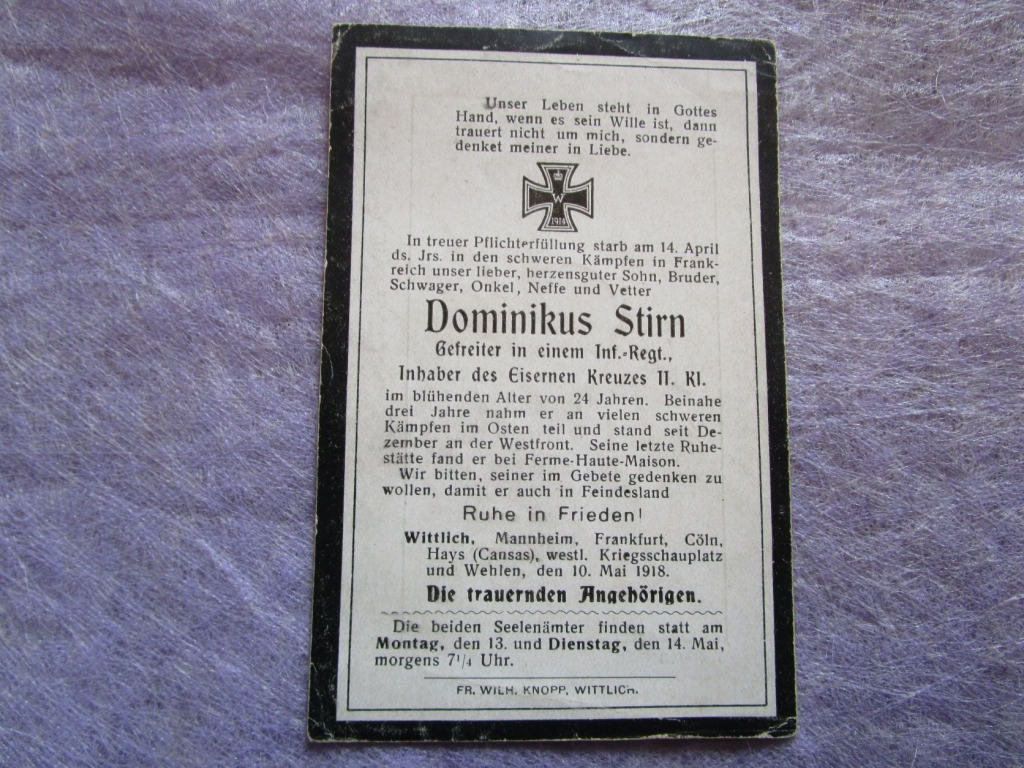 Unser Leben steht in Gottes
Hand, wenn es sein Wille ist, dann
trauert nicht um mich, sondern ge-
denket meiner in Liebe.
W
1914
In treuer Pflichterfüllung starb am 14. April
ds. Jrs. in den schweren Kämpfen in Frank-
reich unser lieber, herzensguter Sohn, Bruder,
Schwager, Onkel, Neffe und Vetter
Dominikus Stirn
Gefreiter in einem Inf.-Regt.,
Inhaber des Eisernen Kreuzes II. Kl.
im blühenden Alter von 24 Jahren. Beinahe
drei Jahre nahm er an vielen schweren
Kämpfen im Osten teil und stand seit De-
zember an der Westfront. Seine letzte Ruhe-
stätte fand er bei Ferme-Haute-Maison.
Wir bitten, seiner im Gebete gedenken zu
wollen, damit er auch in Feindesland
Ruhe in Frieden!
Wittlich, Mannheim, Frankfurt, Cöln,
Hays (Cansas), westl. Kriegsschauplatz
und Wehlen, den 10. Mai 1918.
Die trauernden Angehörigen.
Die beiden Seelenämter finden statt am
Montag, den 13. und Dienstag, den 14. Mai,
morgens 7 1/4 Uhr.
FR. WILH. KNOPP, WITTLICH.